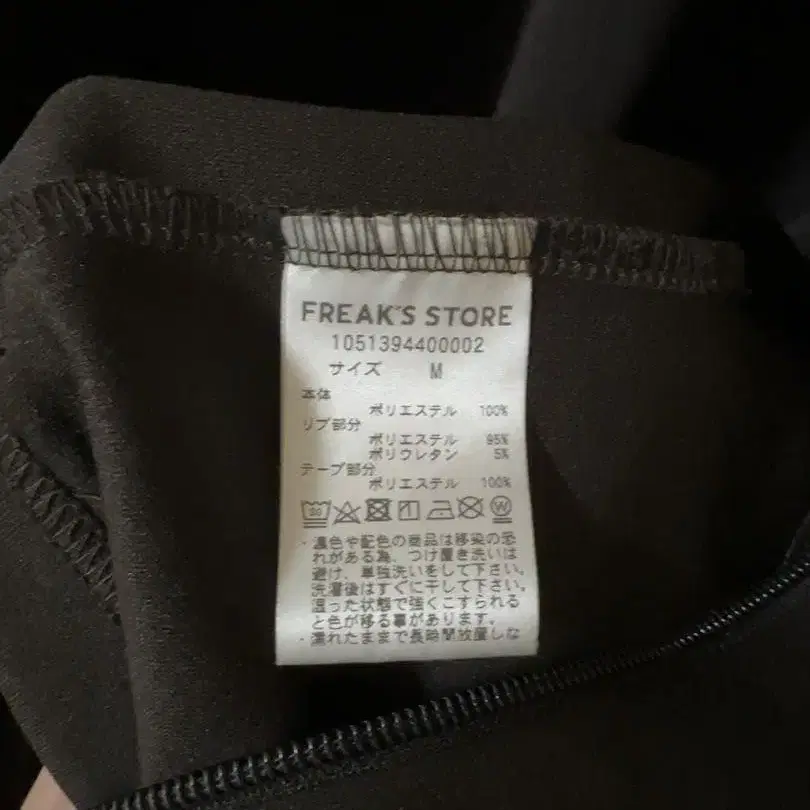 FREAK'S STORE
1051394400002
サイズ M
本体
ポリエステル 100%
リブ部分
ポリエステル 95%
ポリウレタン 5%
テープ部分
ポリエステル 100%
30 W
・濃色や配色の商品は移染の恐
れがある為、つけ置き洗いは
避け、単独洗いをして下さい。
洗濯後はすぐに干して下さい。
湿った状態で強くこすられる
と色が移る事があります。
・濡れたままで長時間放置しな